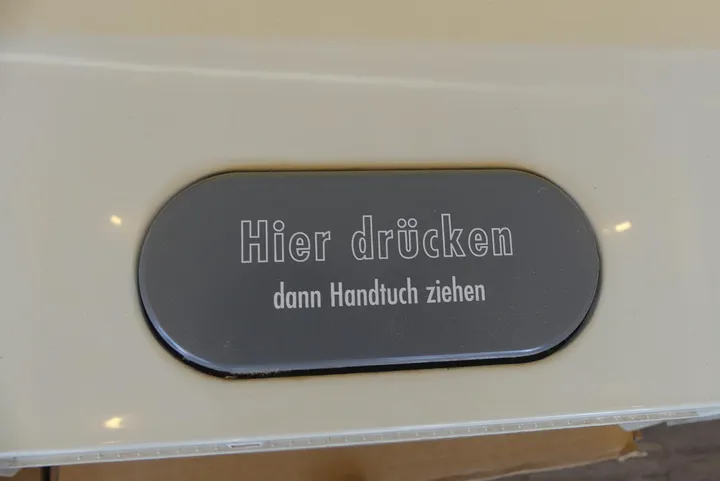 Hier drücken
dann Handtuch ziehen